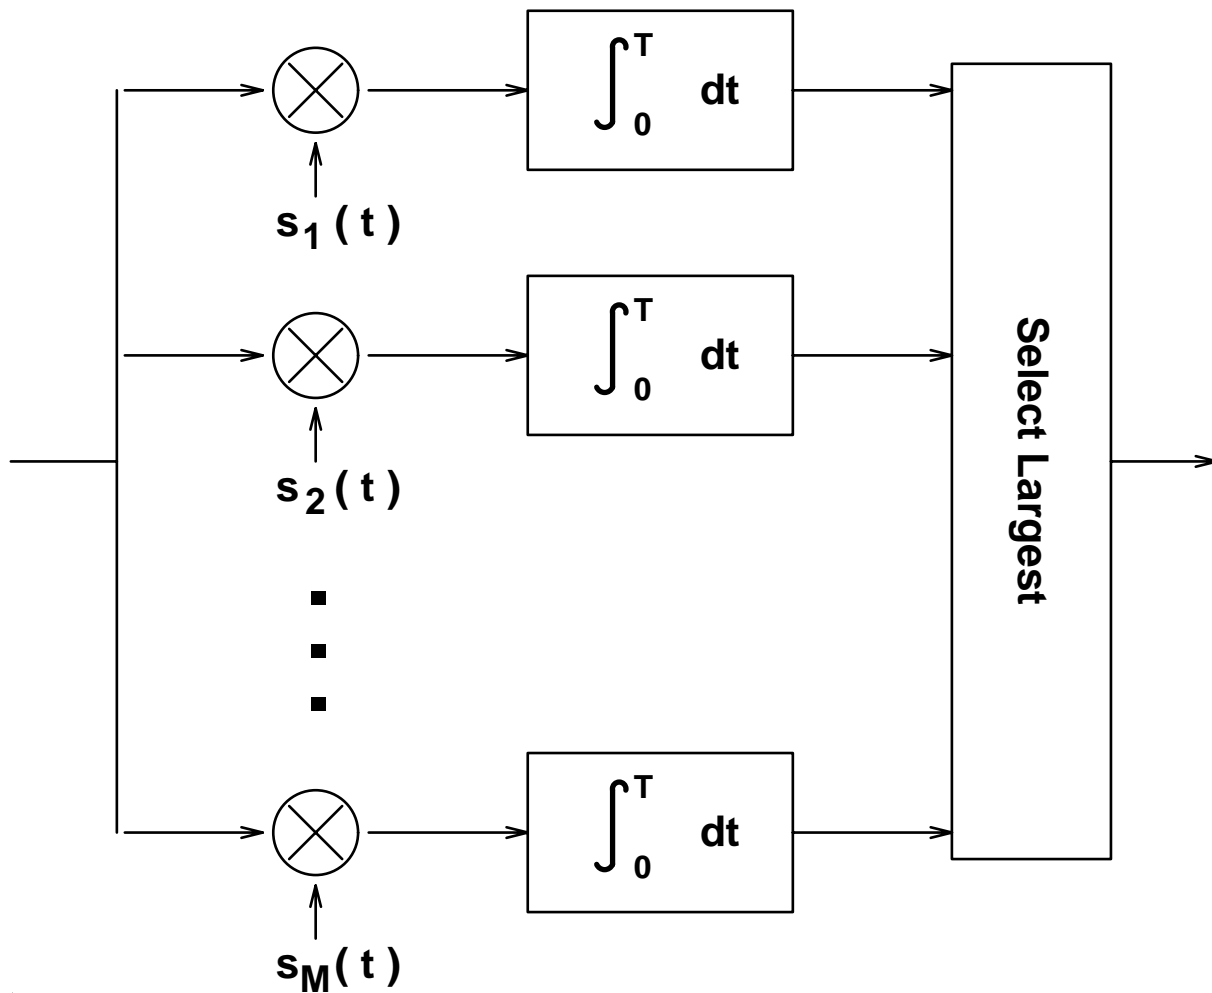 ∫₀ᵀ dt
s₁ ( t )
∫₀ᵀ dt
s₂ ( t )
Select Largest
∫₀ᵀ dt
s_M ( t )